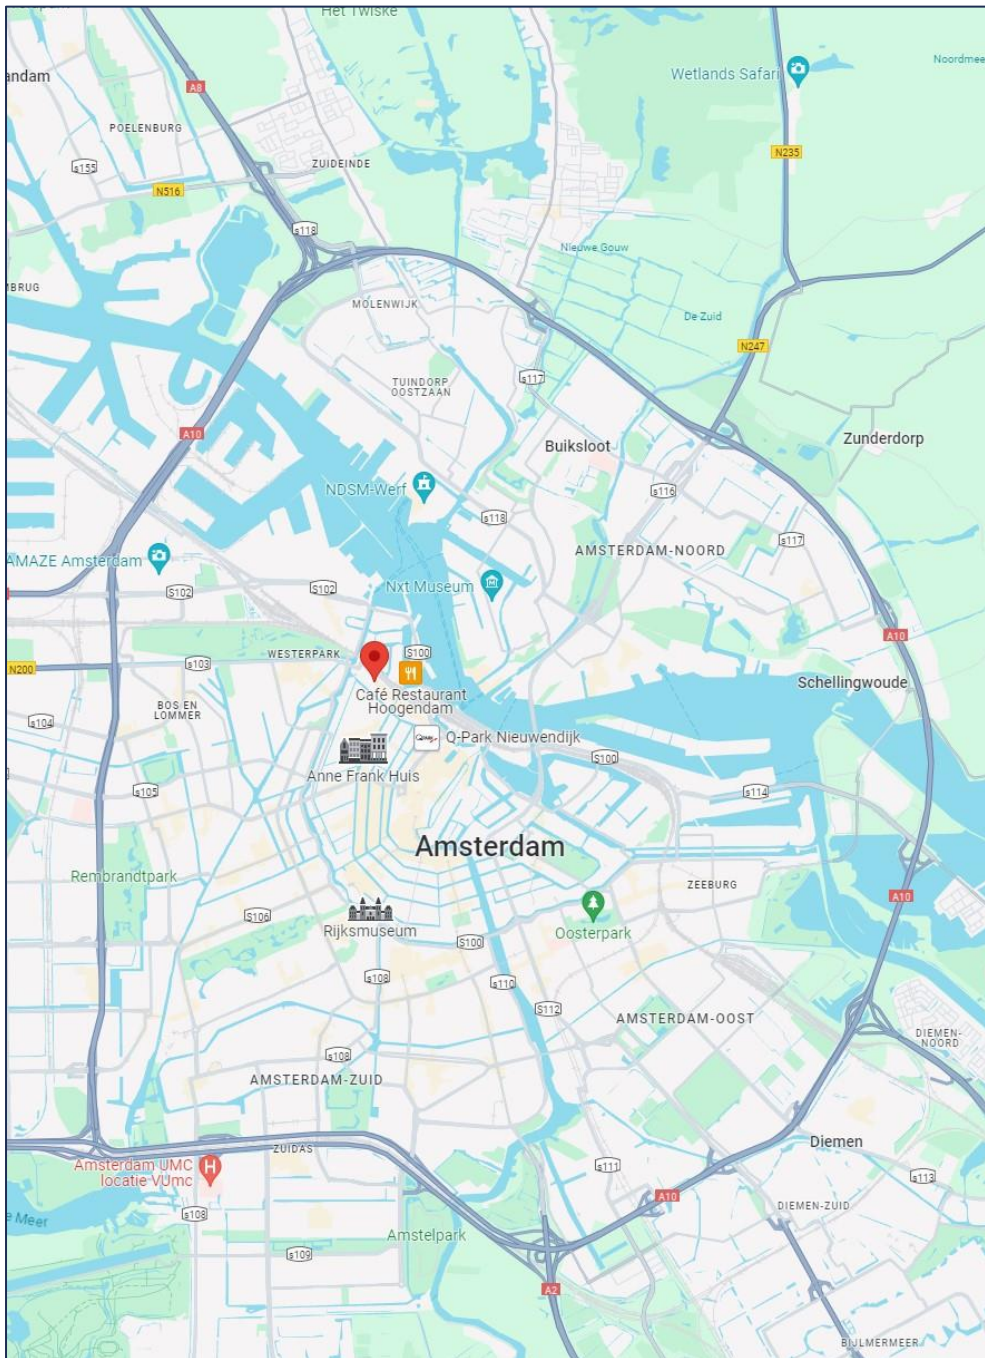 Het Twiske
andam
A8
Wetlands Safari
Noordmee
POELENBURG
s155
ZUIDEINDE
N235
N516
s118
Nieuwe Gouw
MBRUG
MOLENWIJK
De Zuid
N247
s117
TUINDORP
OOSTZAAN
A10
Buiksloot
Zunderdorp
NDSM-Werf
s116
s118
s117
AMAZE Amsterdam
AMSTERDAM-NOORD
Nxt Museum
S102
S102
A10
WESTERPARK
S100
s103
N200
Schellingwoude
Café Restaurant
Hoogendam
BOS EN
LOMMER
s104
Q-Park Nieuwendijk
Anne Frank Huis
S100
s105
s114
Amsterdam
Rembrandtpark
ZEEBURG
A10
S106
Rijksmuseum
Oosterpark
S100
s108
s110
S112
AMSTERDAM-OOST
DIEMEN-
NOORD
s108
AMSTERDAM-ZUID
ZUIDAS
Diemen
Amsterdam UMC
locatie VUmc
H
s111
s113
A10
DIEMEN-ZUID
s108
e Meer
Amstelpark
s109
A2
BIJLMERMEER